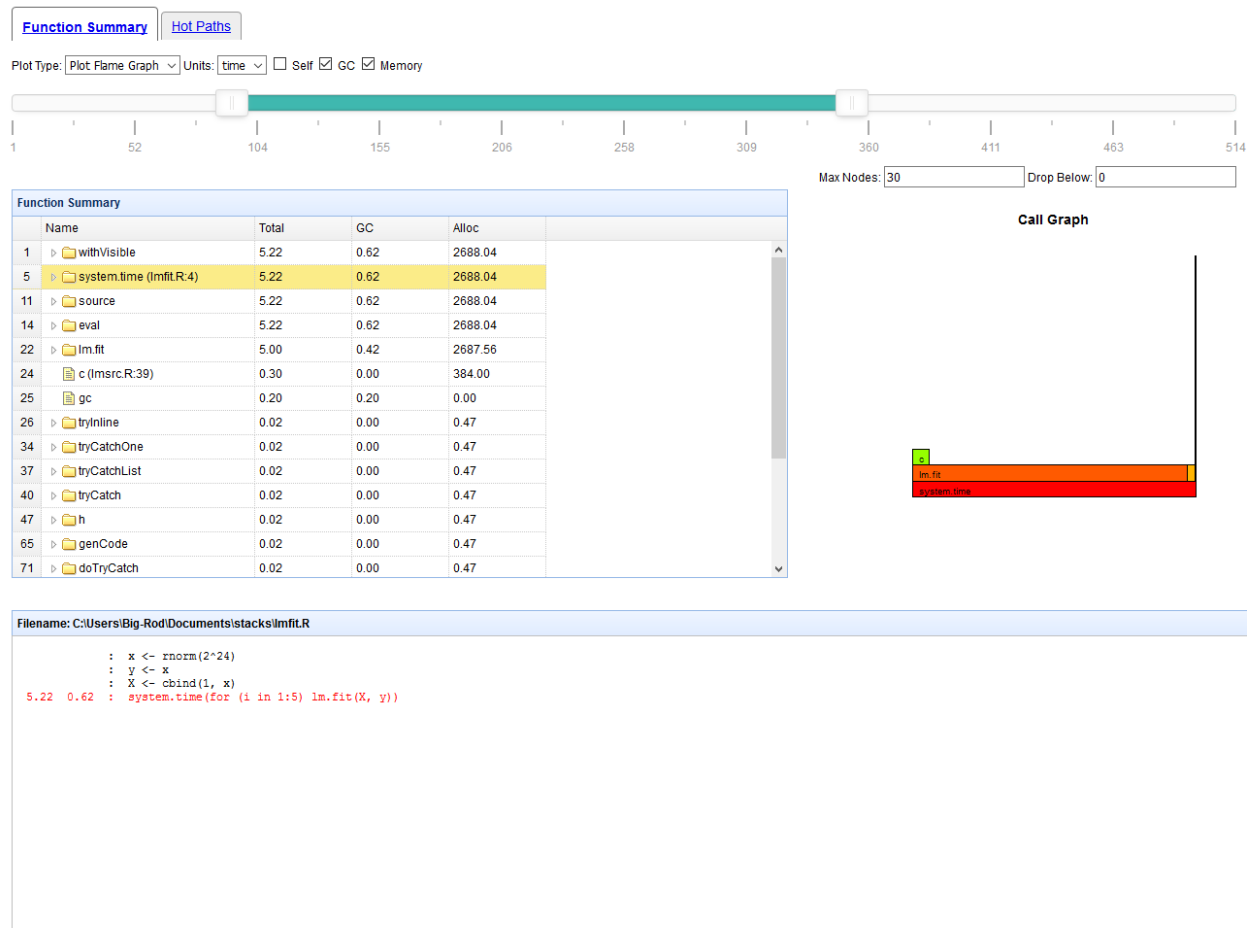 Function Summary Hot Paths
Plot Type: Plot Flame Graph Units: time Self GC Memory
1 52 104 155 206 258 309 360 411 463 514
Max Nodes: 30 Drop Below: 0
Function Summary
Call Graph
Name Total GC Alloc
1 withVisible 5.22 0.62 2688.04
5 system.time (lmfit.R:4) 5.22 0.62 2688.04
11 source 5.22 0.62 2688.04
14 eval 5.22 0.62 2688.04
22 lm.fit 5.00 0.42 2687.56
24 c (lmsrc.R:39) 0.30 0.00 384.00
25 gc 0.20 0.20 0.00
26 tryInline 0.02 0.00 0.47
34 tryCatchOne 0.02 0.00 0.47
37 tryCatchList 0.02 0.00 0.47
40 tryCatch 0.02 0.00 0.47
47 h 0.02 0.00 0.47
65 genCode 0.02 0.00 0.47
71 doTryCatch 0.02 0.00 0.47
c
lm.fit
system.time
Filename: C:\Users\Big-Rod\Documents\stacks\lmfit.R
: x <- rnorm(2^24)
: y <- x
: X <- cbind(1, x)
5.22 0.62 : system.time(for (i in 1:5) lm.fit(X, y))